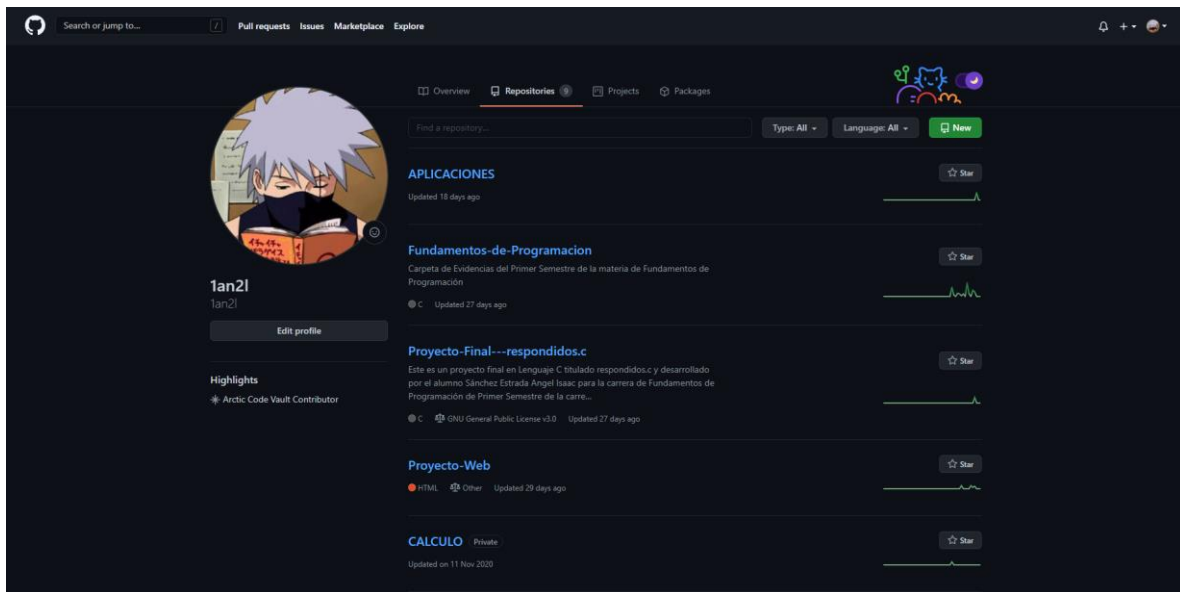 Search or jump to... /
Pull requests Issues Marketplace Explore
Overview Repositories 9 Projects Packages
Find a repository...
Type: All
Language: All
New
1an2l
1an2l
Edit profile
Highlights
Arctic Code Vault Contributor
APLICACIONES
Star
Updated 18 days ago
Fundamentos-de-Programacion
Star
Carpeta de Evidencias del Primer Semestre de la materia de Fundamentos de
Programación
C Updated 27 days ago
Proyecto-Final---respondidos.c
Star
Este es un proyecto final en Lenguaje C titulado respondidos.c y desarrollado
por el alumno Sánchez Estrada Angel Isaac para la carrera de Fundamentos de
Programación de Primer Semestre de la carre...
C GNU General Public License v3.0 Updated 27 days ago
Proyecto-Web
Star
HTML Other Updated 29 days ago
CALCULO Private
Star
Updated on 11 Nov 2020